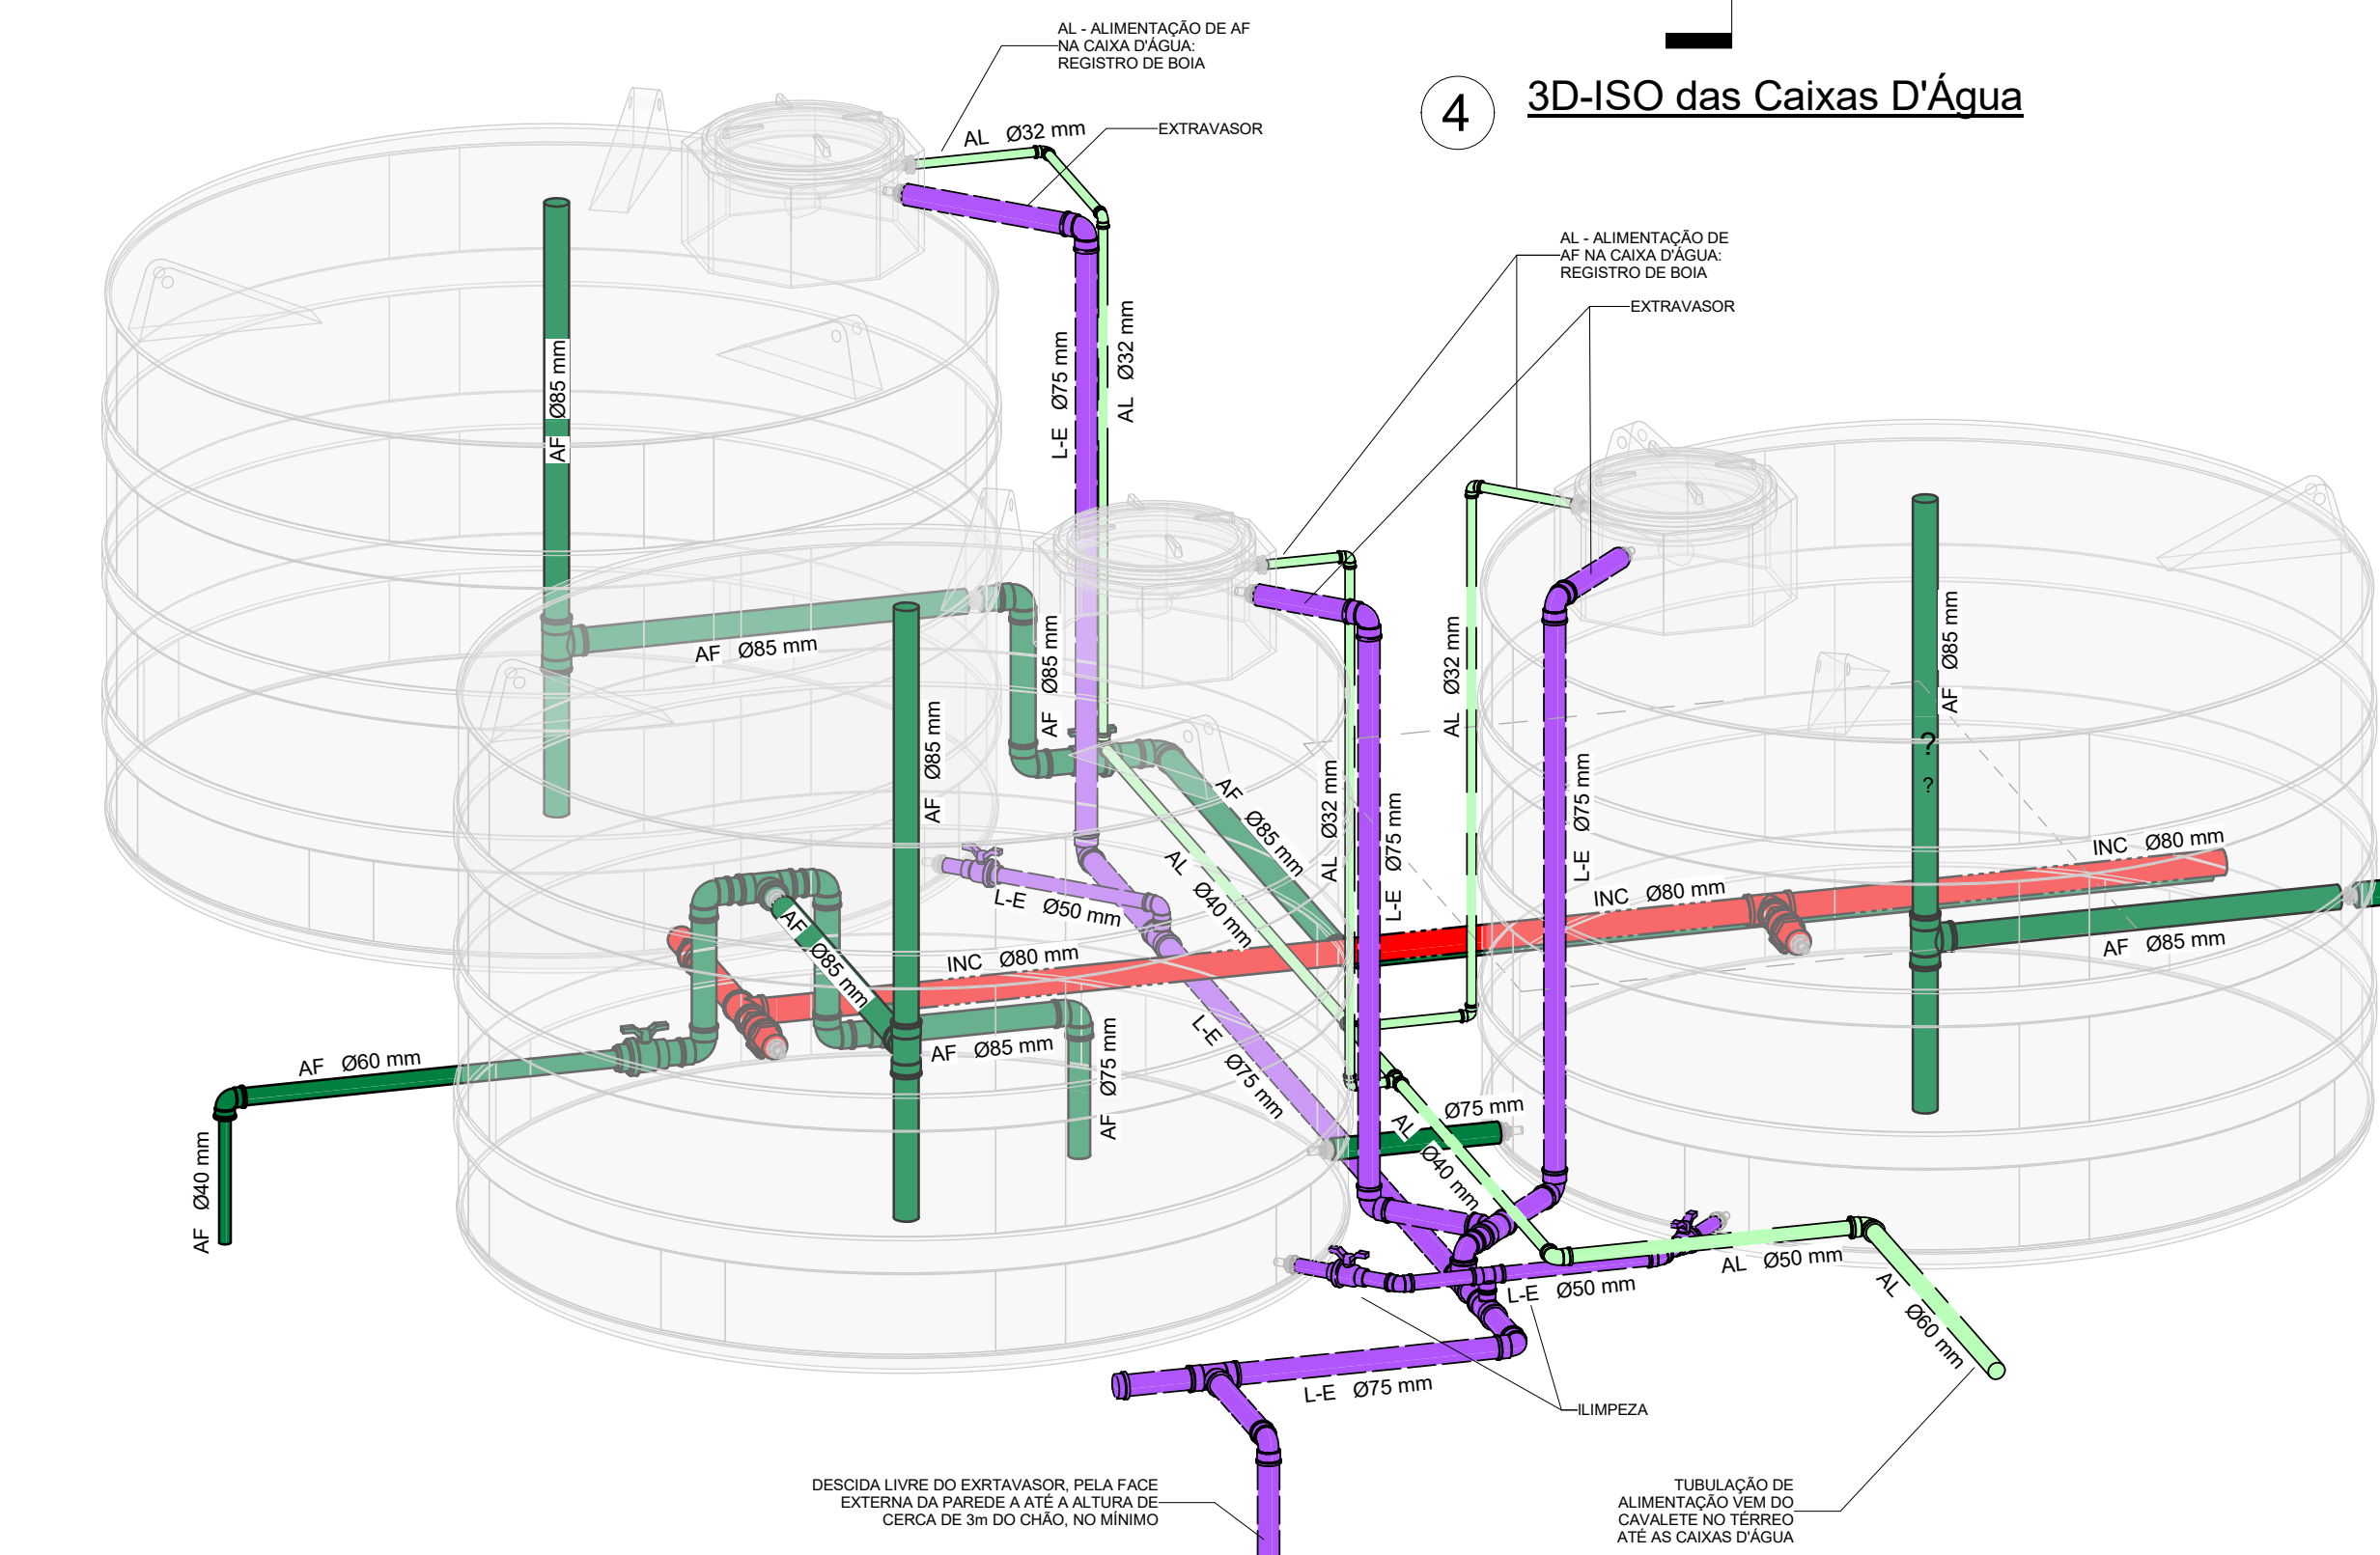 AL - ALIMENTAÇÃO DE AF
NA CAIXA D'ÁGUA:
REGISTRO DE BOIA
4
3D-ISO das Caixas D'Água
AL Ø32 mm
EXTRAVASOR
AL - ALIMENTAÇÃO DE
AF NA CAIXA D'ÁGUA:
REGISTRO DE BOIA
EXTRAVASOR
AF Ø85 mm
L-E Ø75 mm
AL Ø32 mm
AF Ø85 mm
AF Ø85 mm
AF Ø85 mm
AL Ø32 mm
AF Ø85 mm
?
?
AF Ø85 mm
AL Ø40 mm
AL Ø32 mm
L-E Ø75 mm
L-E Ø75 mm
INC Ø80 mm
INC Ø80 mm
L-E Ø50 mm
AF Ø85 mm
INC Ø80 mm
AF Ø85 mm
AF Ø60 mm
AF Ø85 mm
AF Ø75 mm
L-E Ø75 mm
Ø75 mm
AL Ø40 mm
AF Ø40 mm
AL Ø50 mm
L-E Ø50 mm
AL Ø60 mm
L-E Ø75 mm
ILIMPEZA
DESCIDA LIVRE DO EXRTAVASOR, PELA FACE
EXTERNA DA PAREDE A ATÉ A ALTURA DE
CERCA DE 3m DO CHÃO, NO MÍNIMO
TUBULAÇÃO DE
ALIMENTAÇÃO VEM DO
CAVALETE NO TÉRREO
ATÉ AS CAIXAS D'ÁGUA